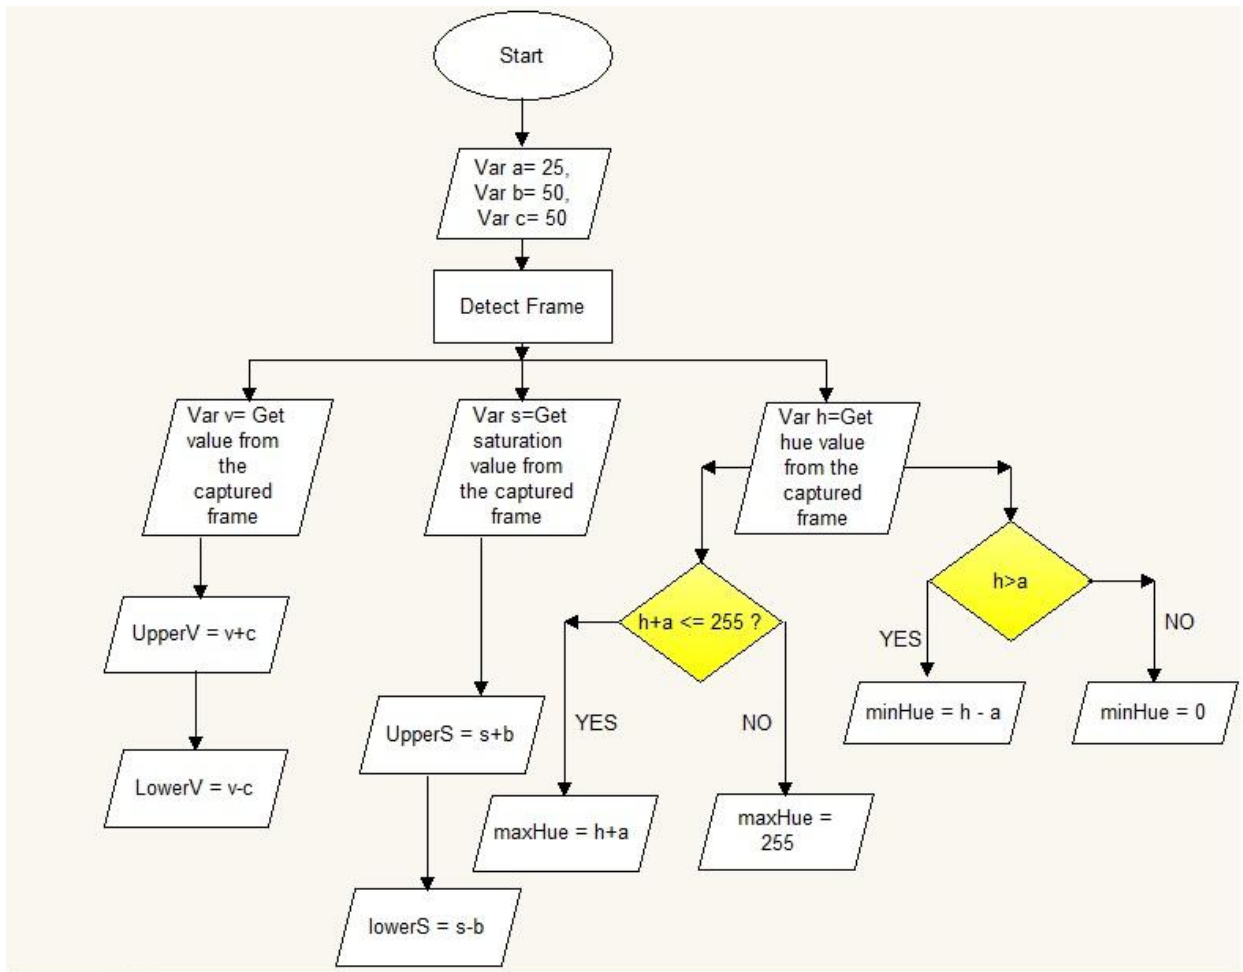 Start
Var a= 25,
Var b= 50,
Var c= 50
Detect Frame
Var v= Get
value from
the
captured
frame
Var s=Get
saturation
value from
the captured
frame
Var h=Get
hue value
from the
captured
frame
h>a
h+a <= 255 ?
UpperV = v+c
YES
NO
minHue = h - a
minHue = 0
UpperS = s+b
YES
NO
LowerV = v-c
maxHue = h+a
maxHue =
255
lowerS = s-b